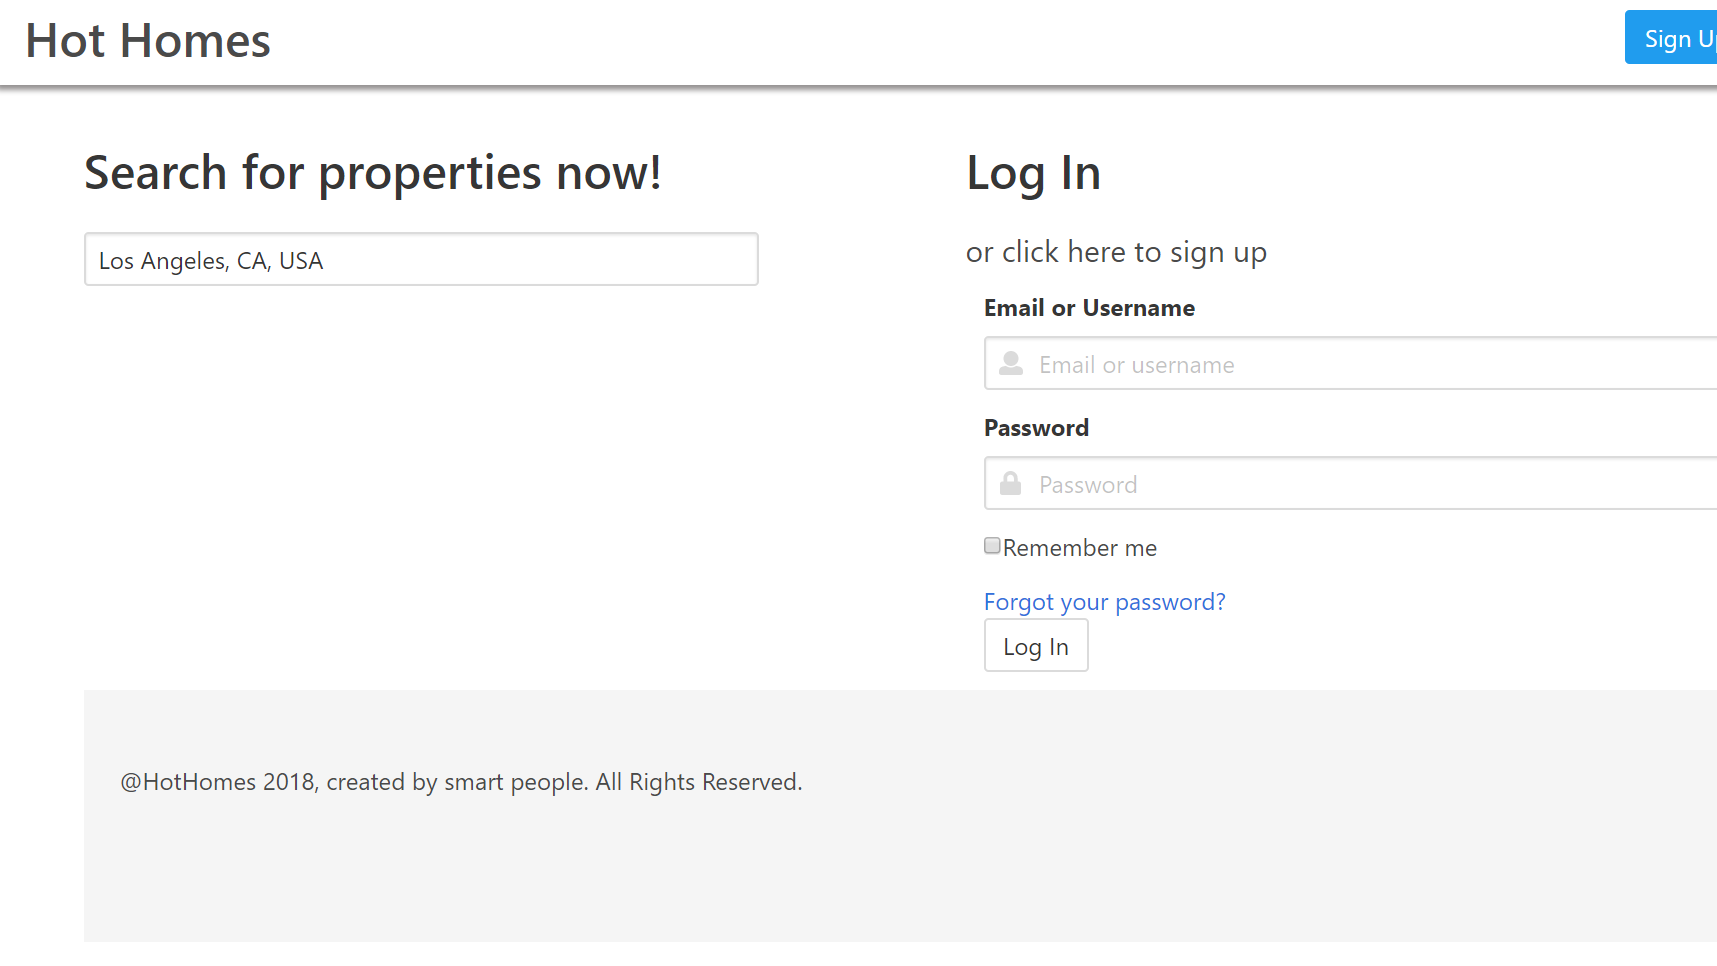 Hot Homes
Sign U
Search for properties now!
Los Angeles, CA, USA
Log In
or click here to sign up
Email or Username
Email or username
Password
Password
Remember me
Forgot your password?
Log In
@HotHomes 2018, created by smart people. All Rights Reserved.